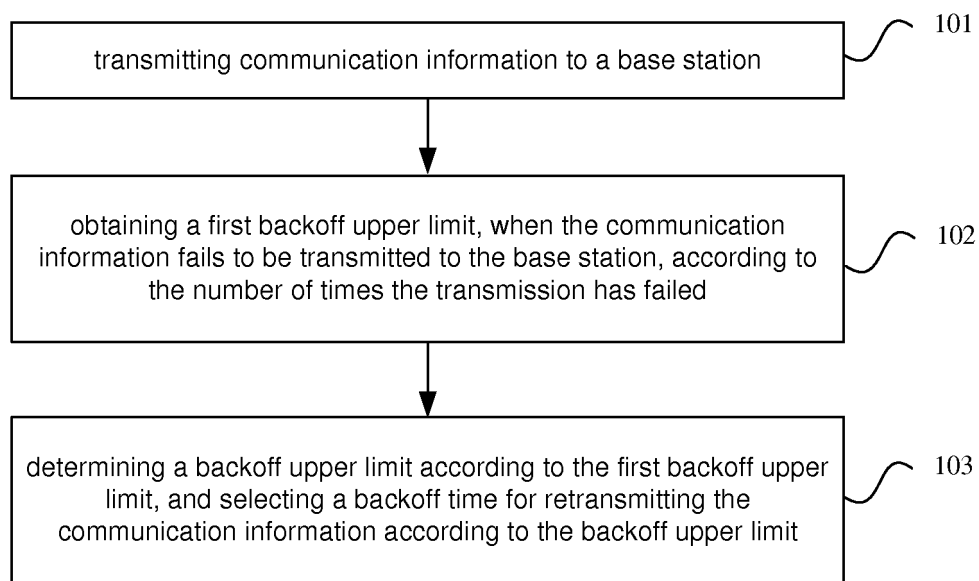 101
transmitting communication information to a base station
obtaining a first backoff upper limit, when the communication
information fails to be transmitted to the base station, according to
the number of times the transmission has failed
102
determining a backoff upper limit according to the first backoff upper
limit, and selecting a backoff time for retransmitting the
communication information according to the backoff upper limit
103